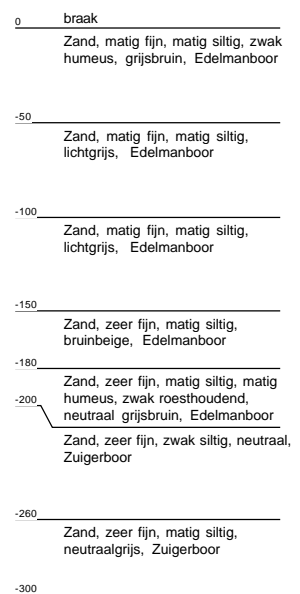 0 braak
Zand, matig fijn, matig siltig, zwak
humeus, grijsbruin, Edelmanboor
-50
Zand, matig fijn, matig siltig,
lichtgrijs, Edelmanboor
-100
Zand, matig fijn, matig siltig,
lichtgrijs, Edelmanboor
-150
Zand, zeer fijn, matig siltig,
bruinbeige, Edelmanboor
-180
Zand, zeer fijn, matig siltig, matig
humeus, zwak roesthoudend,
neutraal grijsbruin, Edelmanboor
-200
Zand, zeer fijn, zwak siltig, neutraal,
Zuigerboor
-260
Zand, zeer fijn, matig siltig,
neutraalgrijs, Zuigerboor
-300